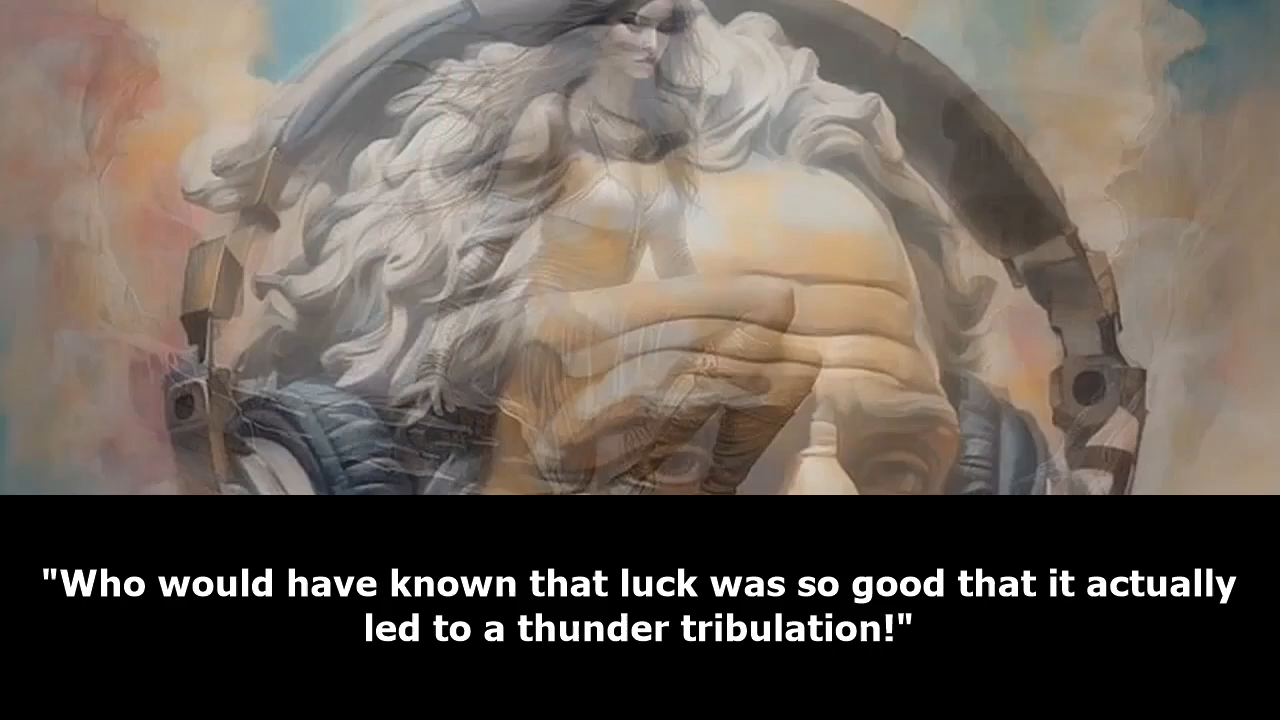 "Who would have known that luck was so good that it actually
led to a thunder tribulation!"